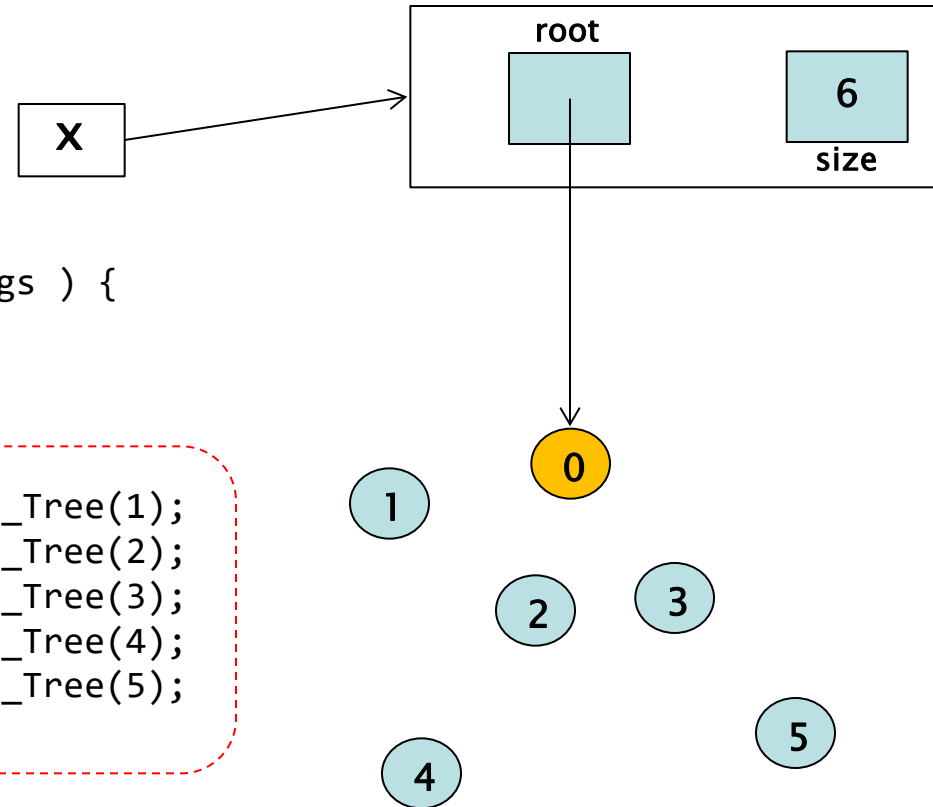 root
6
size
X
gs ) {
0
1
_Tree(1);
_Tree(2);
_Tree(3);
_Tree(4);
_Tree(5);
2
3
5
4